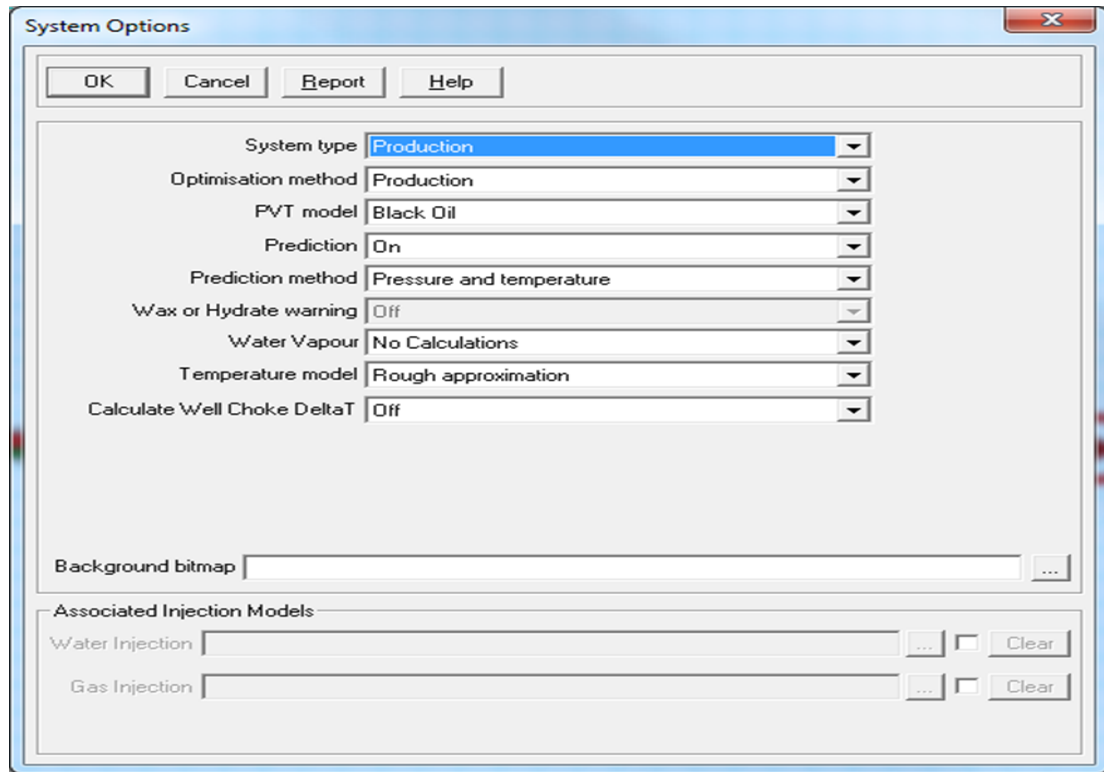 System Options
OK Cancel Report Help
System type Production
Optimisation method Production
PVT model Black Oil
Prediction On
Prediction method Pressure and temperature
Wax or Hydrate warning Off
Water Vapour No Calculations
Temperature model Rough approximation
Calculate Well Choke DeltaT Off
Background bitmap ...
Associated Injection Models
Water Injection ... Clear
Gas Injection ... Clear